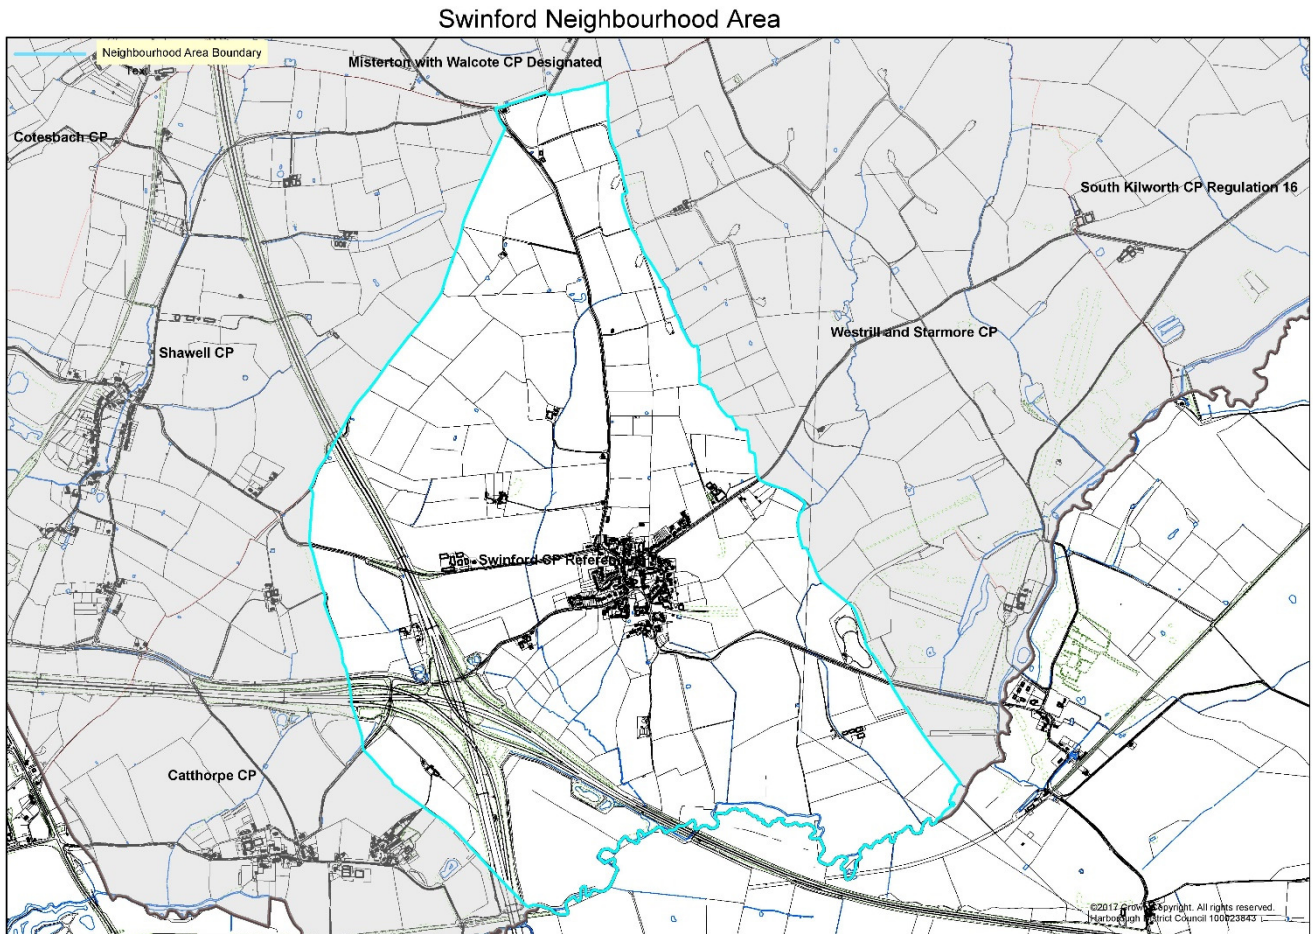 Swinford Neighbourhood Area
Neighbourhood Area Boundary
Misterton with Walcote CP Designated
Cotesbach CP
South Kilworth CP Regulation 16
Westrill and Starmore CP
Shawell CP
Swinford CP
Catthorpe CP
©2017 Crown Copyright. All rights reserved.
Harborough District Council 100023843